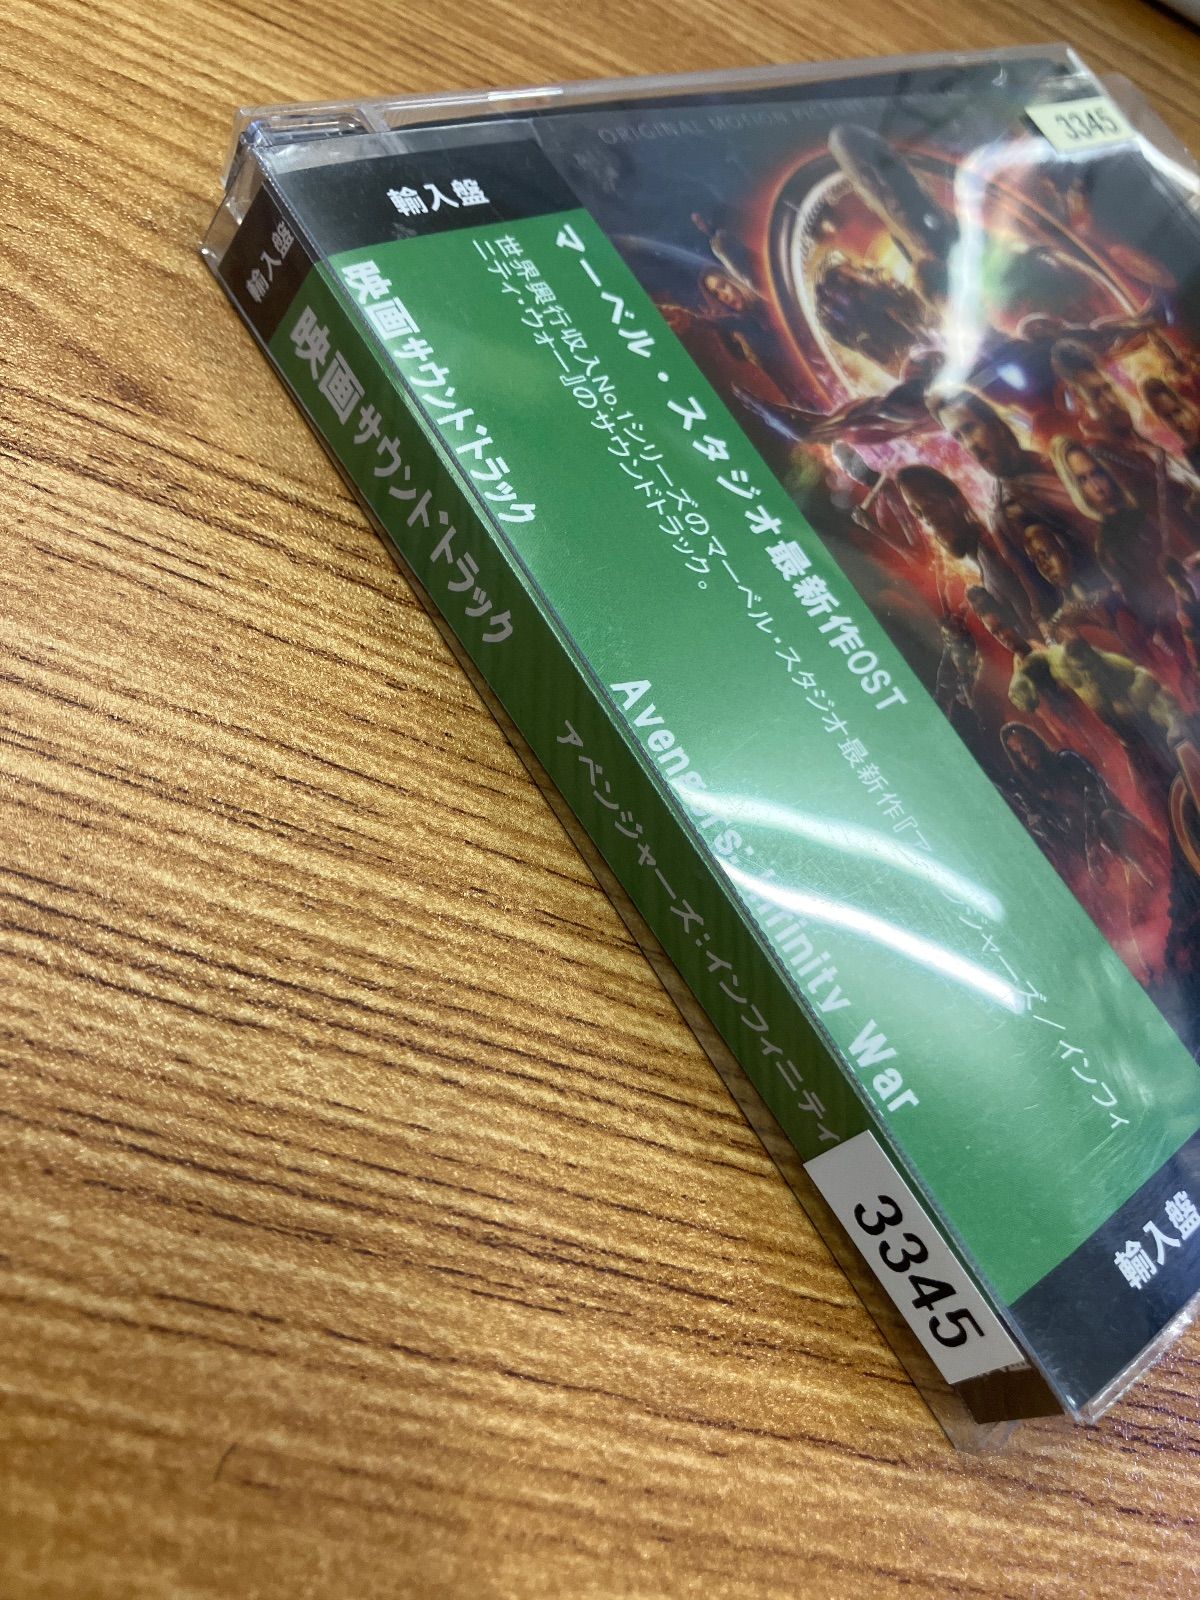 ORIGINAL MOTION
3345
輸入盤
マーベル・スタジオ最新作OST
世界興行収入No.1シリーズのマーベル・スタジオ最新作『アベンジャーズ/インフィ
ニティ・ウォー』のサウンドトラック。
映画サウンドトラック
Avengers: Infinity War
輸入盤
輸入盤
映画サウンドトラック
アベンジャーズ:インフィニティ
3345